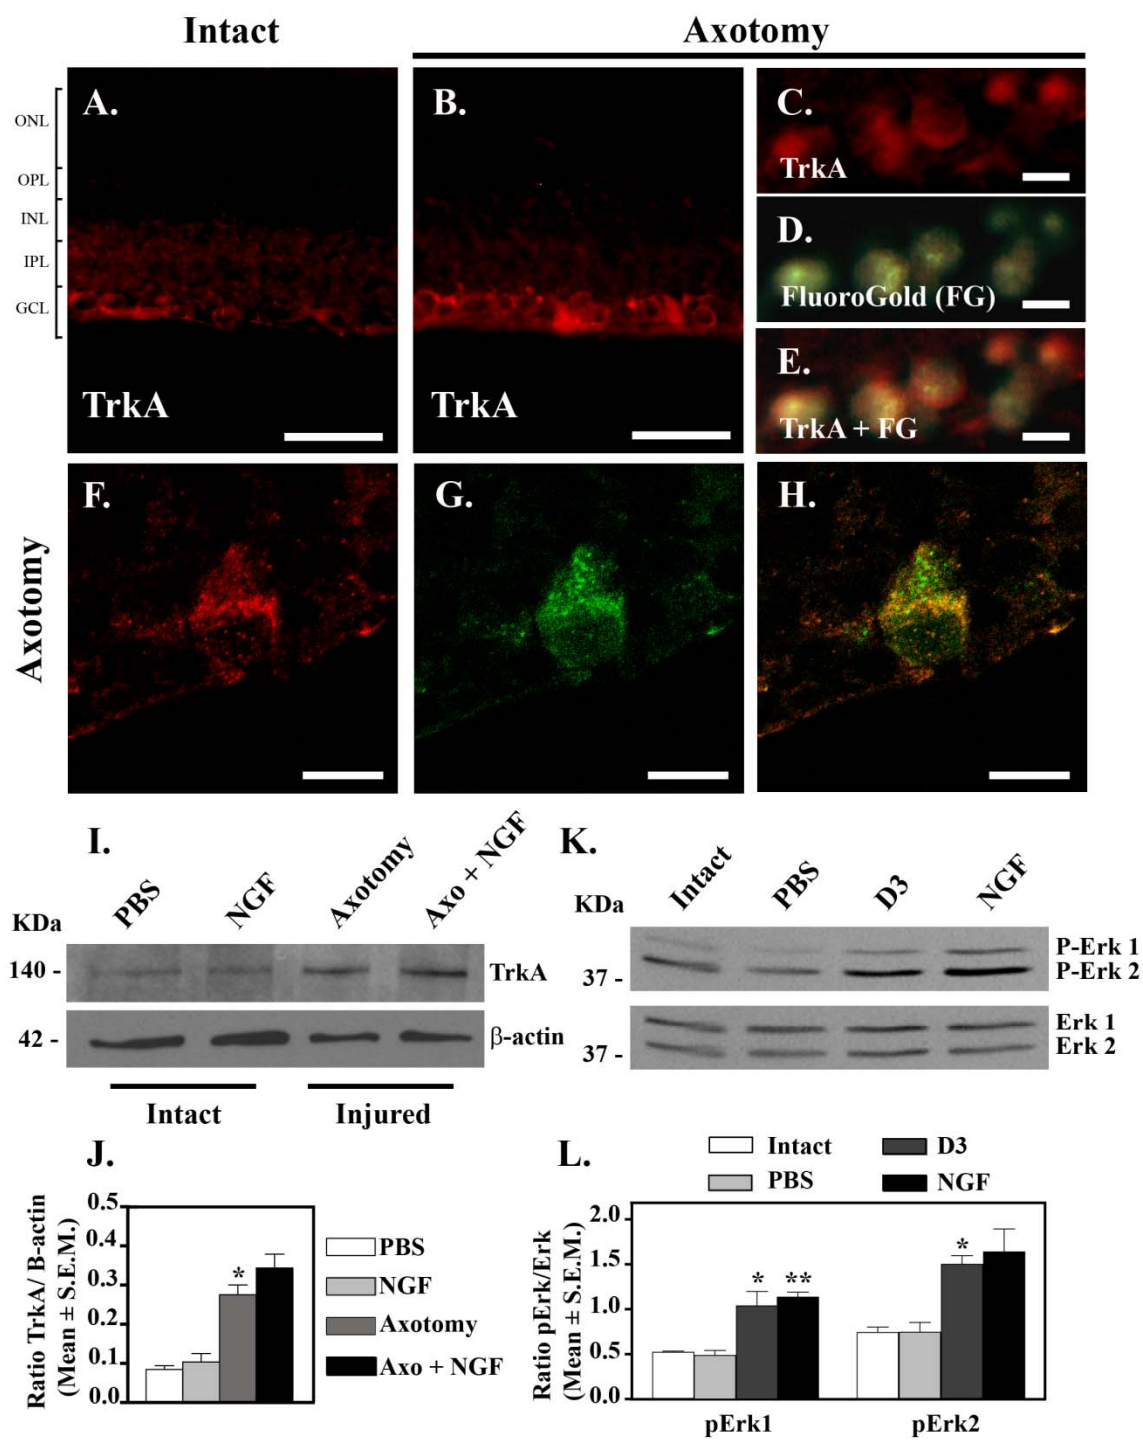 Intact
Axotomy
A.
B.
C.
ONL
OPL
INL
IPL
GCL
TrkA
D.
FluoroGold (FG)
E.
TrkA
TrkA
TrkA + FG
Axotomy
F.
G.
H.
I.
PBS
NGF
Axotomy
Axo + NGF
KDa
140 -
TrkA
42 -
β-actin
Intact
Injured
K.
Intact
PBS
D3
NGF
KDa
P-Erk 1
37 -
P-Erk 2
Erk 1
37 -
Erk 2
J.
Ratio TrkA/ B-actin
(Mean ± S.E.M.)
0.5
0.4
0.3
0.1
0.0
*
PBS
NGF
Axotomy
Axo + NGF
L.
Intact
D3
PBS
NGF
Ratio pErk/Erk
(Mean ± S.E.M.)
2.0
1.5
1.0
0.5
0.0
*
**
*
pErk1
pErk2